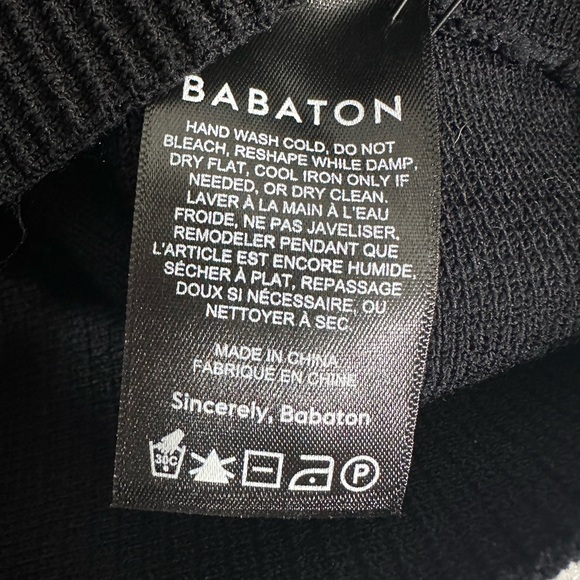 BABATON
HAND WASH COLD, DO NOT
BLEACH, RESHAPE WHILE DAMP,
DRY FLAT, COOL IRON ONLY IF
NEEDED, OR DRY CLEAN.
LAVER À LA MAIN À L'EAU
FROIDE, NE PAS JAVELISER,
REMODELER PENDANT QUE
L'ARTICLE EST ENCORE HUMIDE,
SÉCHER À PLAT, REPASSAGE
DOUX SI NÉCESSAIRE, OU
NETTOYER À SEC.
MADE IN CHINA
FABRIQUÉ EN CHINE
Sincerely, Babaton
30C P